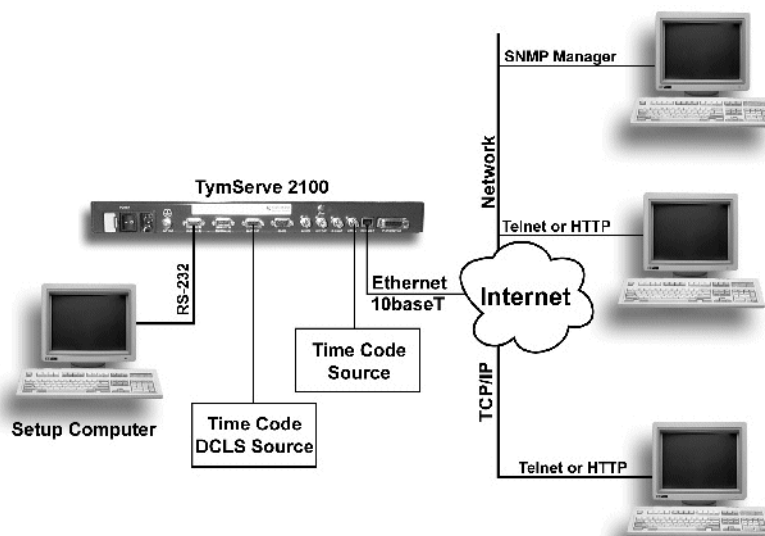 SNMP Manager
TymServe 2100
Network
Telnet or HTTP
RS-232
Ethernet
10baseT
Internet
Time Code
Source
TCP/IP
Setup Computer
Time Code
DCLS Source
Telnet or HTTP